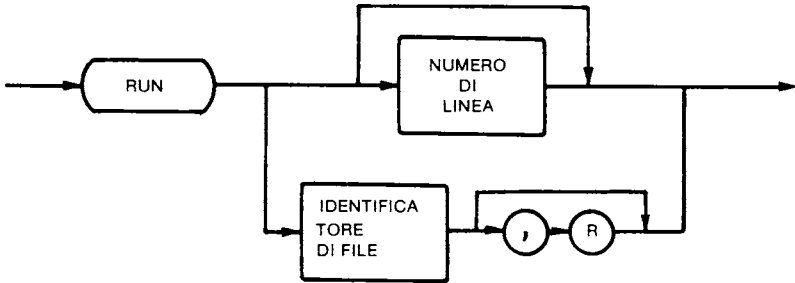 RUN
NUMERO
DI
LINEA
IDENTIFICA
TORE
DI FILE
,
R